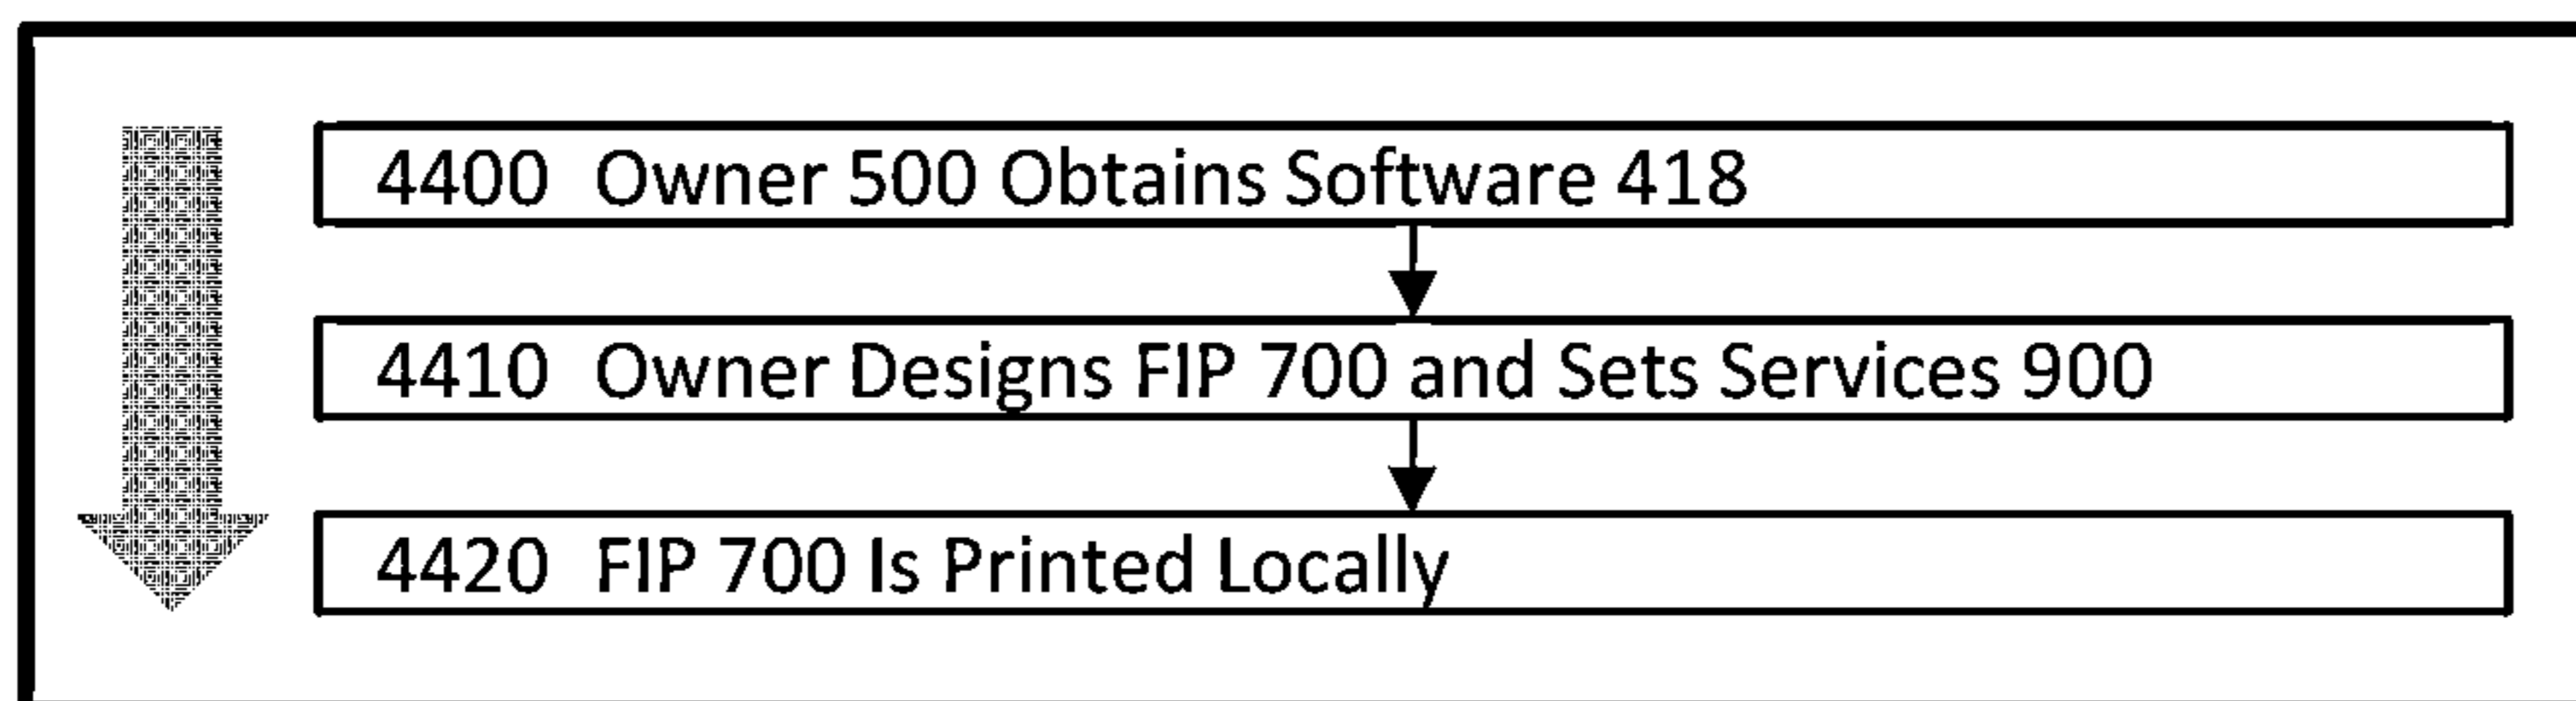 4400 Owner 500 Obtains Software 418
4410 Owner Designs FIP 700 and Sets Services 900
4420 FIP 700 Is Printed Locally